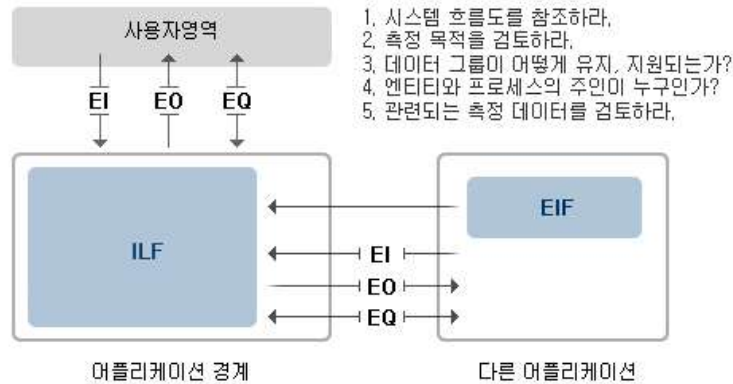 사용자영역
1. 시스템 흐름도를 참조하라.
2. 측정 목적을 검토하라.
3. 데이터 그룹이 어떻게 유지, 지원되는가?
4. 엔티티와 프로세스의 주인이 누구인가?
5. 관련되는 측정 데이터를 검토하라.
EI EO EQ
ILF
EIF
EI
EO
EQ
어플리케이션 경계
다른 어플리케이션